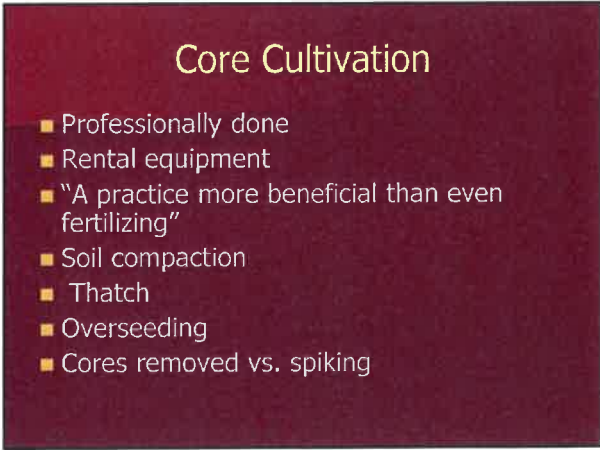 Core Cultivation
Professionally done
Rental equipment
“A practice more beneficial than even
fertilizing”
Soil compaction
Thatch
Overseeding
Cores removed vs. spiking